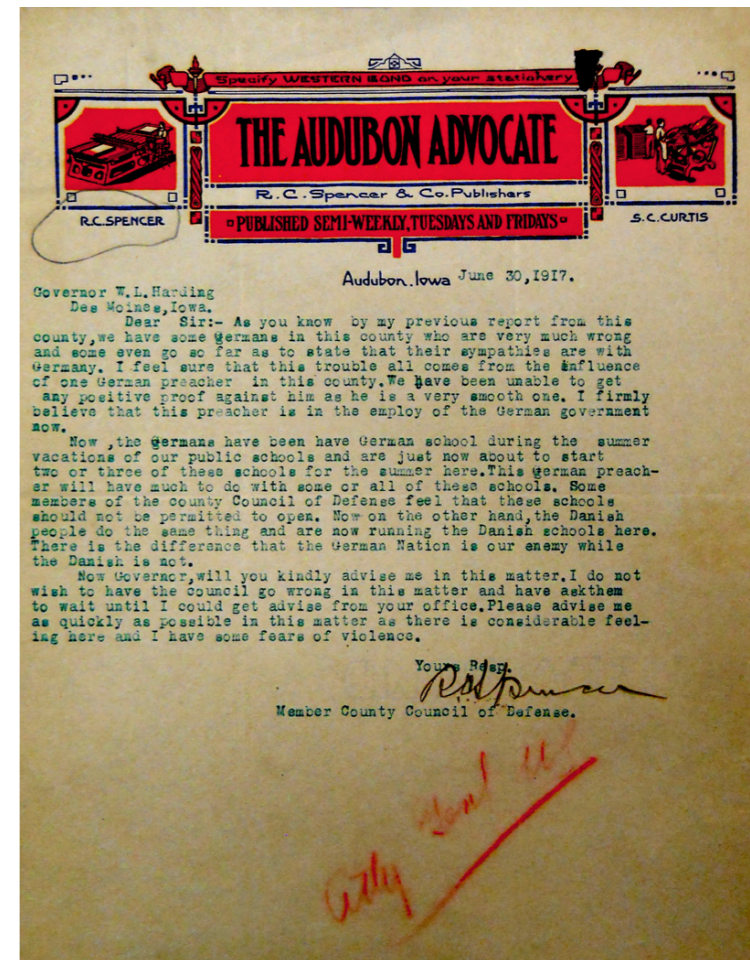 Specify WESTERN BOND on your stationery
THE AUDUBON ADVOCATE
R.C.Spencer & Co.Publishers
R.C.SPENCER
S.C.CURTIS
PUBLISHED SEMI-WEEKLY, TUESDAYS AND FRIDAYS
Audubon.Iowa June 30,1917.
Governor W.L.Harding
Des Moines,Iowa.
Dear Sir:- As you know by my previous report from this
county,we have some Germans in this county who are very much wrong
and some even go so far as to state that their sympathies are with
Germany. I feel sure that this trouble all comes from the influence
of one German preacher in this county.We have been unable to get
any positive proof against him as he is a very smooth one. I firmly
believe that this preacher is in the employ of the German government
now.
Now ,the Germans have been have German school during the summer
vacations of our public schools and are just now about to start
two or three of these schools for the summer here.This German preach-
er will have much to do with some or all of these schools. Some
members of the county Council of Defense feel that these schools
should not be permitted to open. Now on the other hand,the Danish
people do the same thing and are now running the Danish schools here.
There is the difference that the German Nation is our enemy while
the Danish is not.
Now Governor,will you kindly advise me in this matter.I do not
wish to have the council go wrong in this matter and have askthem
to wait until I could get advise from your office.Please advise me
as quickly as possible in this matter as there is considerable feel-
ing here and I have some fears of violence.
Yours Resp.
R.C.Spencer
Member County Council of Defense.
Atty Genl